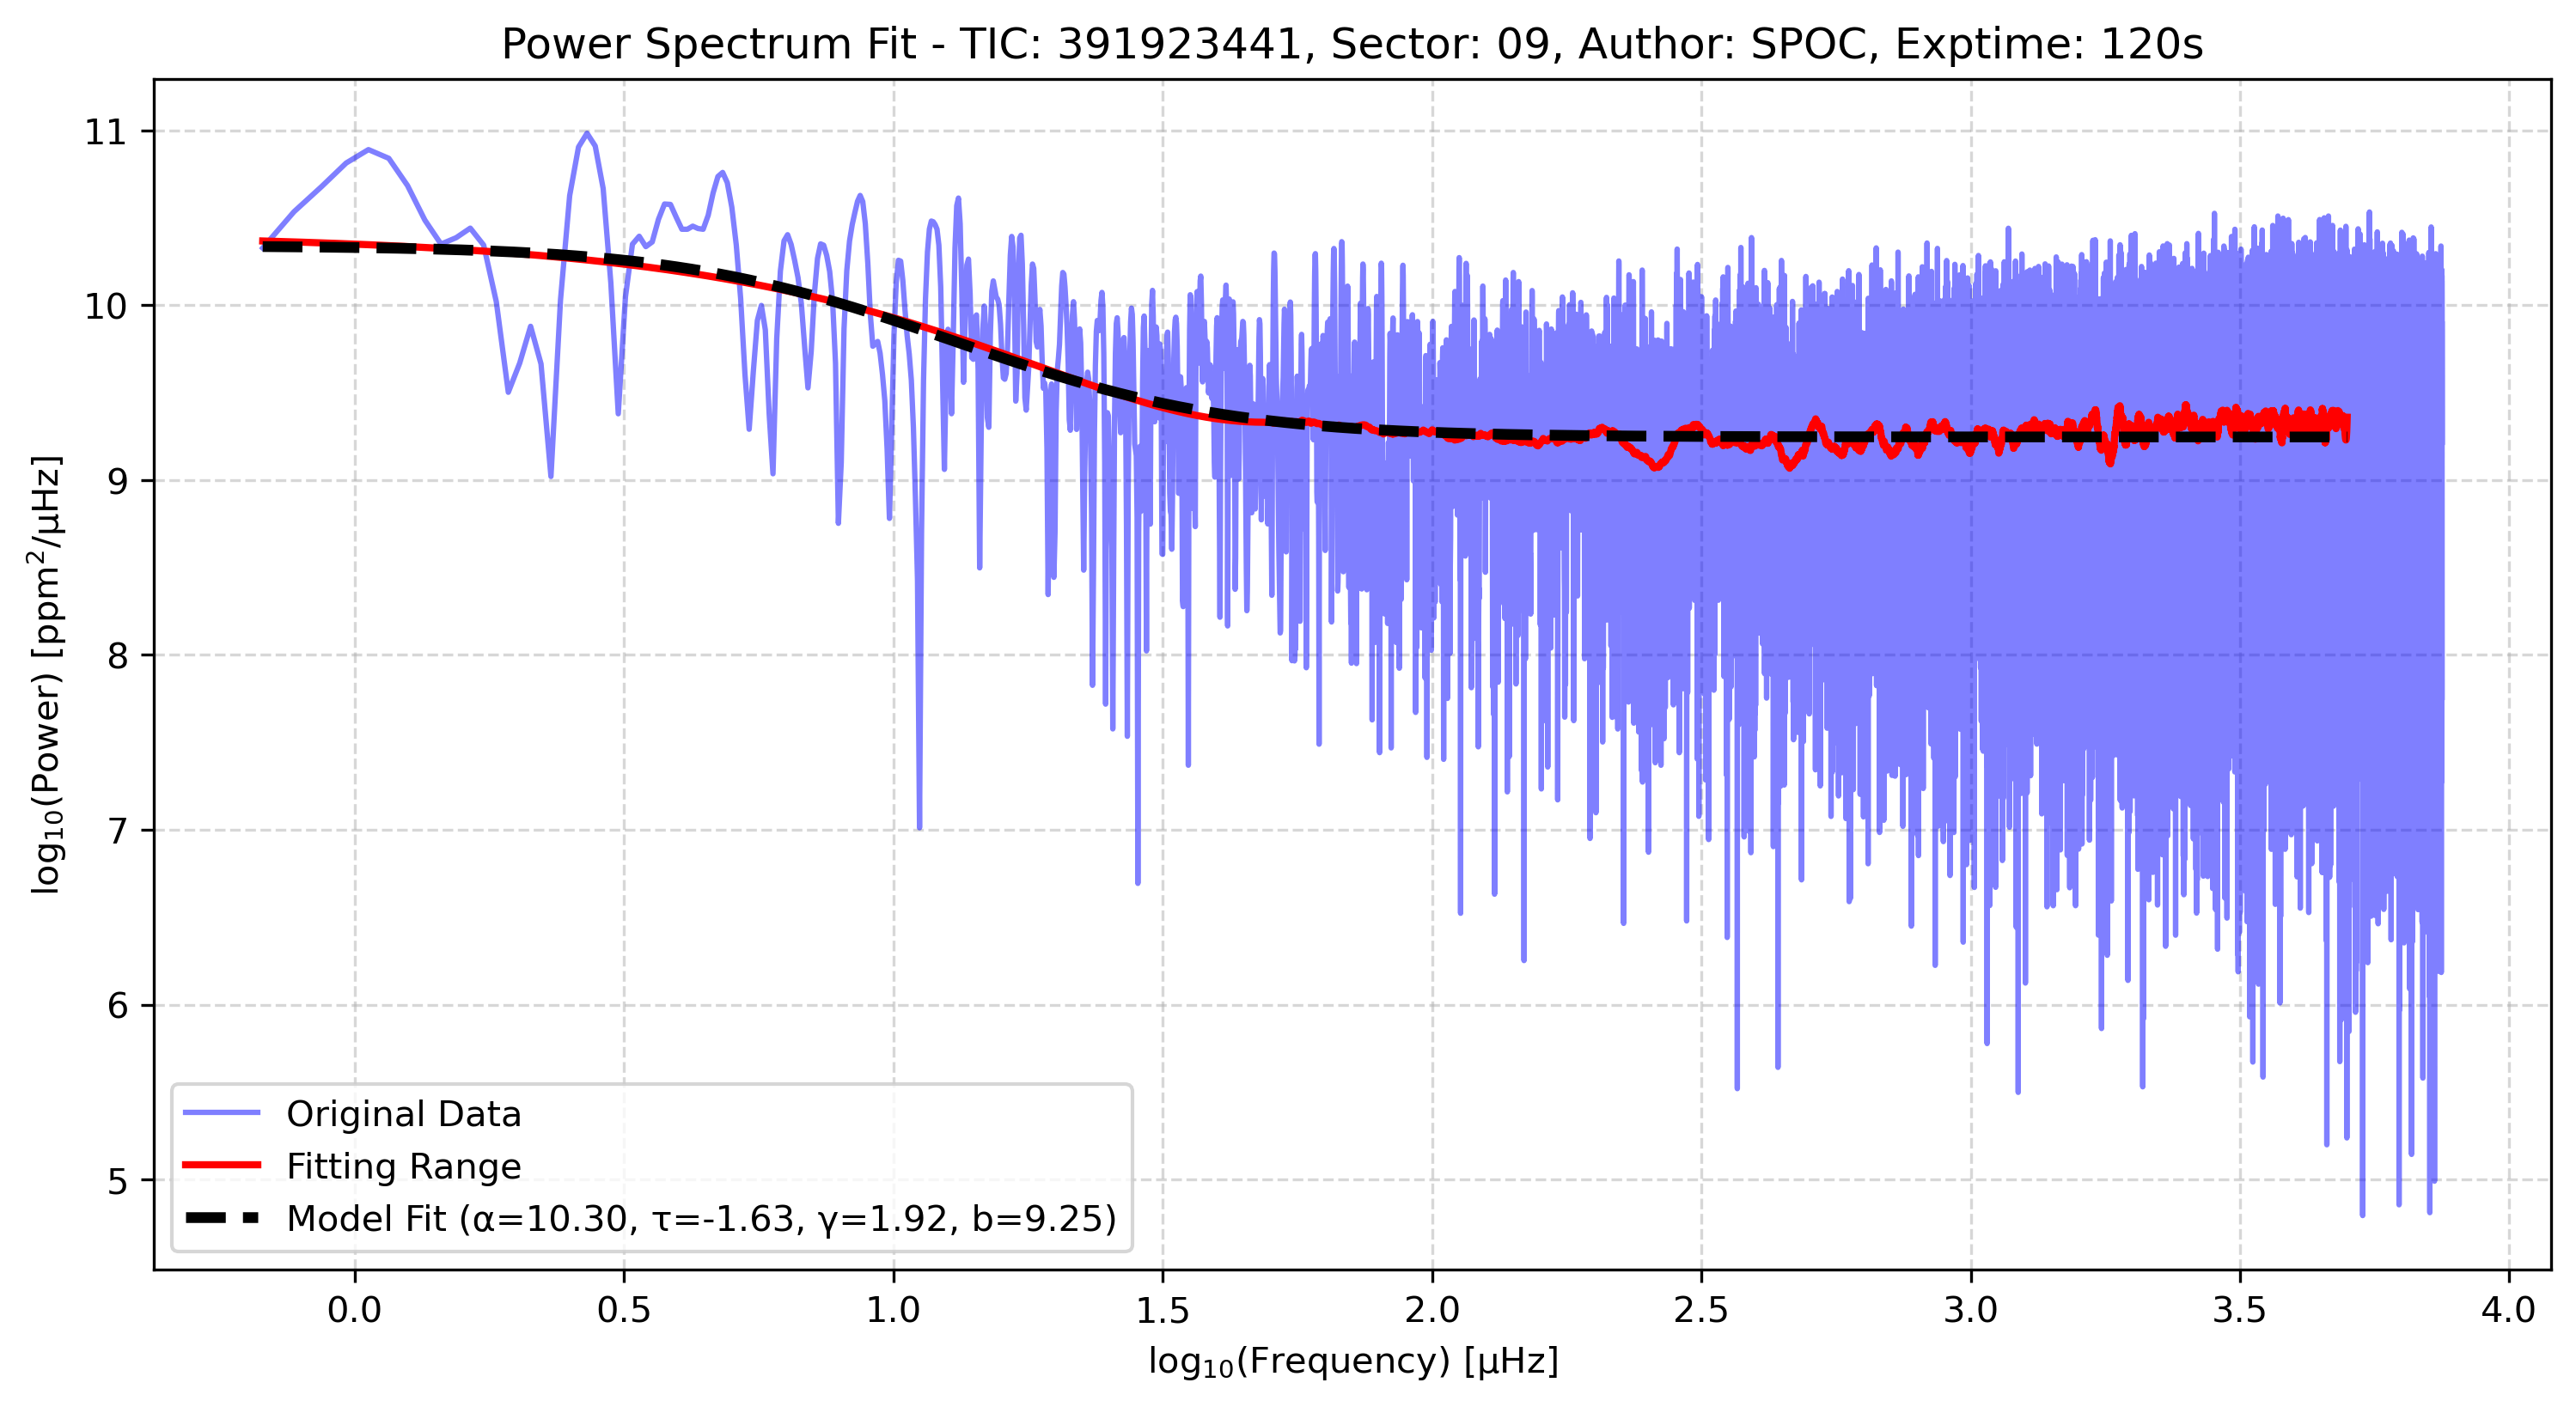 Power Spectrum Fit - TIC: 391923441, Sector: 09, Author: SPOC, Exptime: 120s
log₁₀(Power) [ppm²/μHz]
11
10
9
8
7
6
5
Original Data
Fitting Range
Model Fit (α=10.30, τ=-1.63, γ=1.92, b=9.25)
0.0 0.5 1.0 1.5 2.0 2.5 3.0 3.5 4.0
log₁₀(Frequency) [μHz]